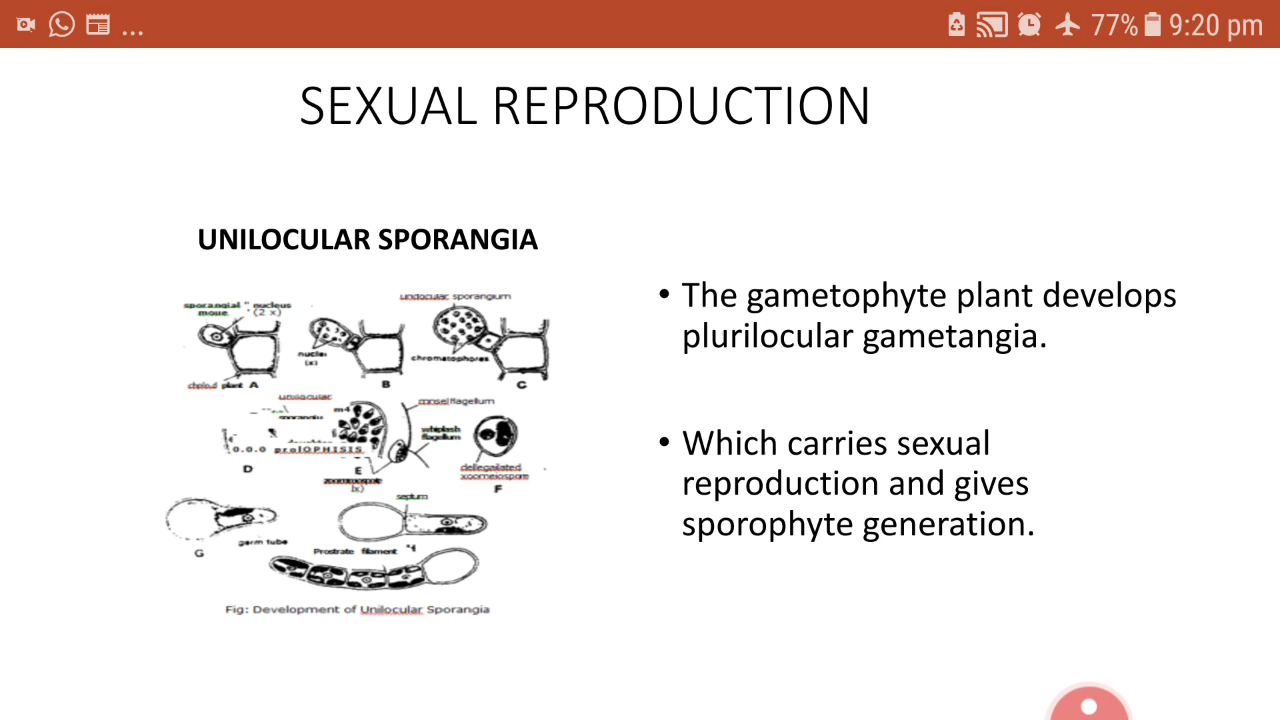 ... 77% 9:20 pm
SEXUAL REPRODUCTION
UNILOCULAR SPORANGIA
nucleus
(2 x)
sporangium
nuclei
(x)
chromatophores
plant A
B
C
m4
flagellum
whiplash
flagellum
D
E
F
(x)
septum
G
germ tube
Prostrate filament
Fig: Development of Unilocular Sporangia
• The gametophyte plant develops
plurilocular gametangia.
• Which carries sexual
reproduction and gives
sporophyte generation.